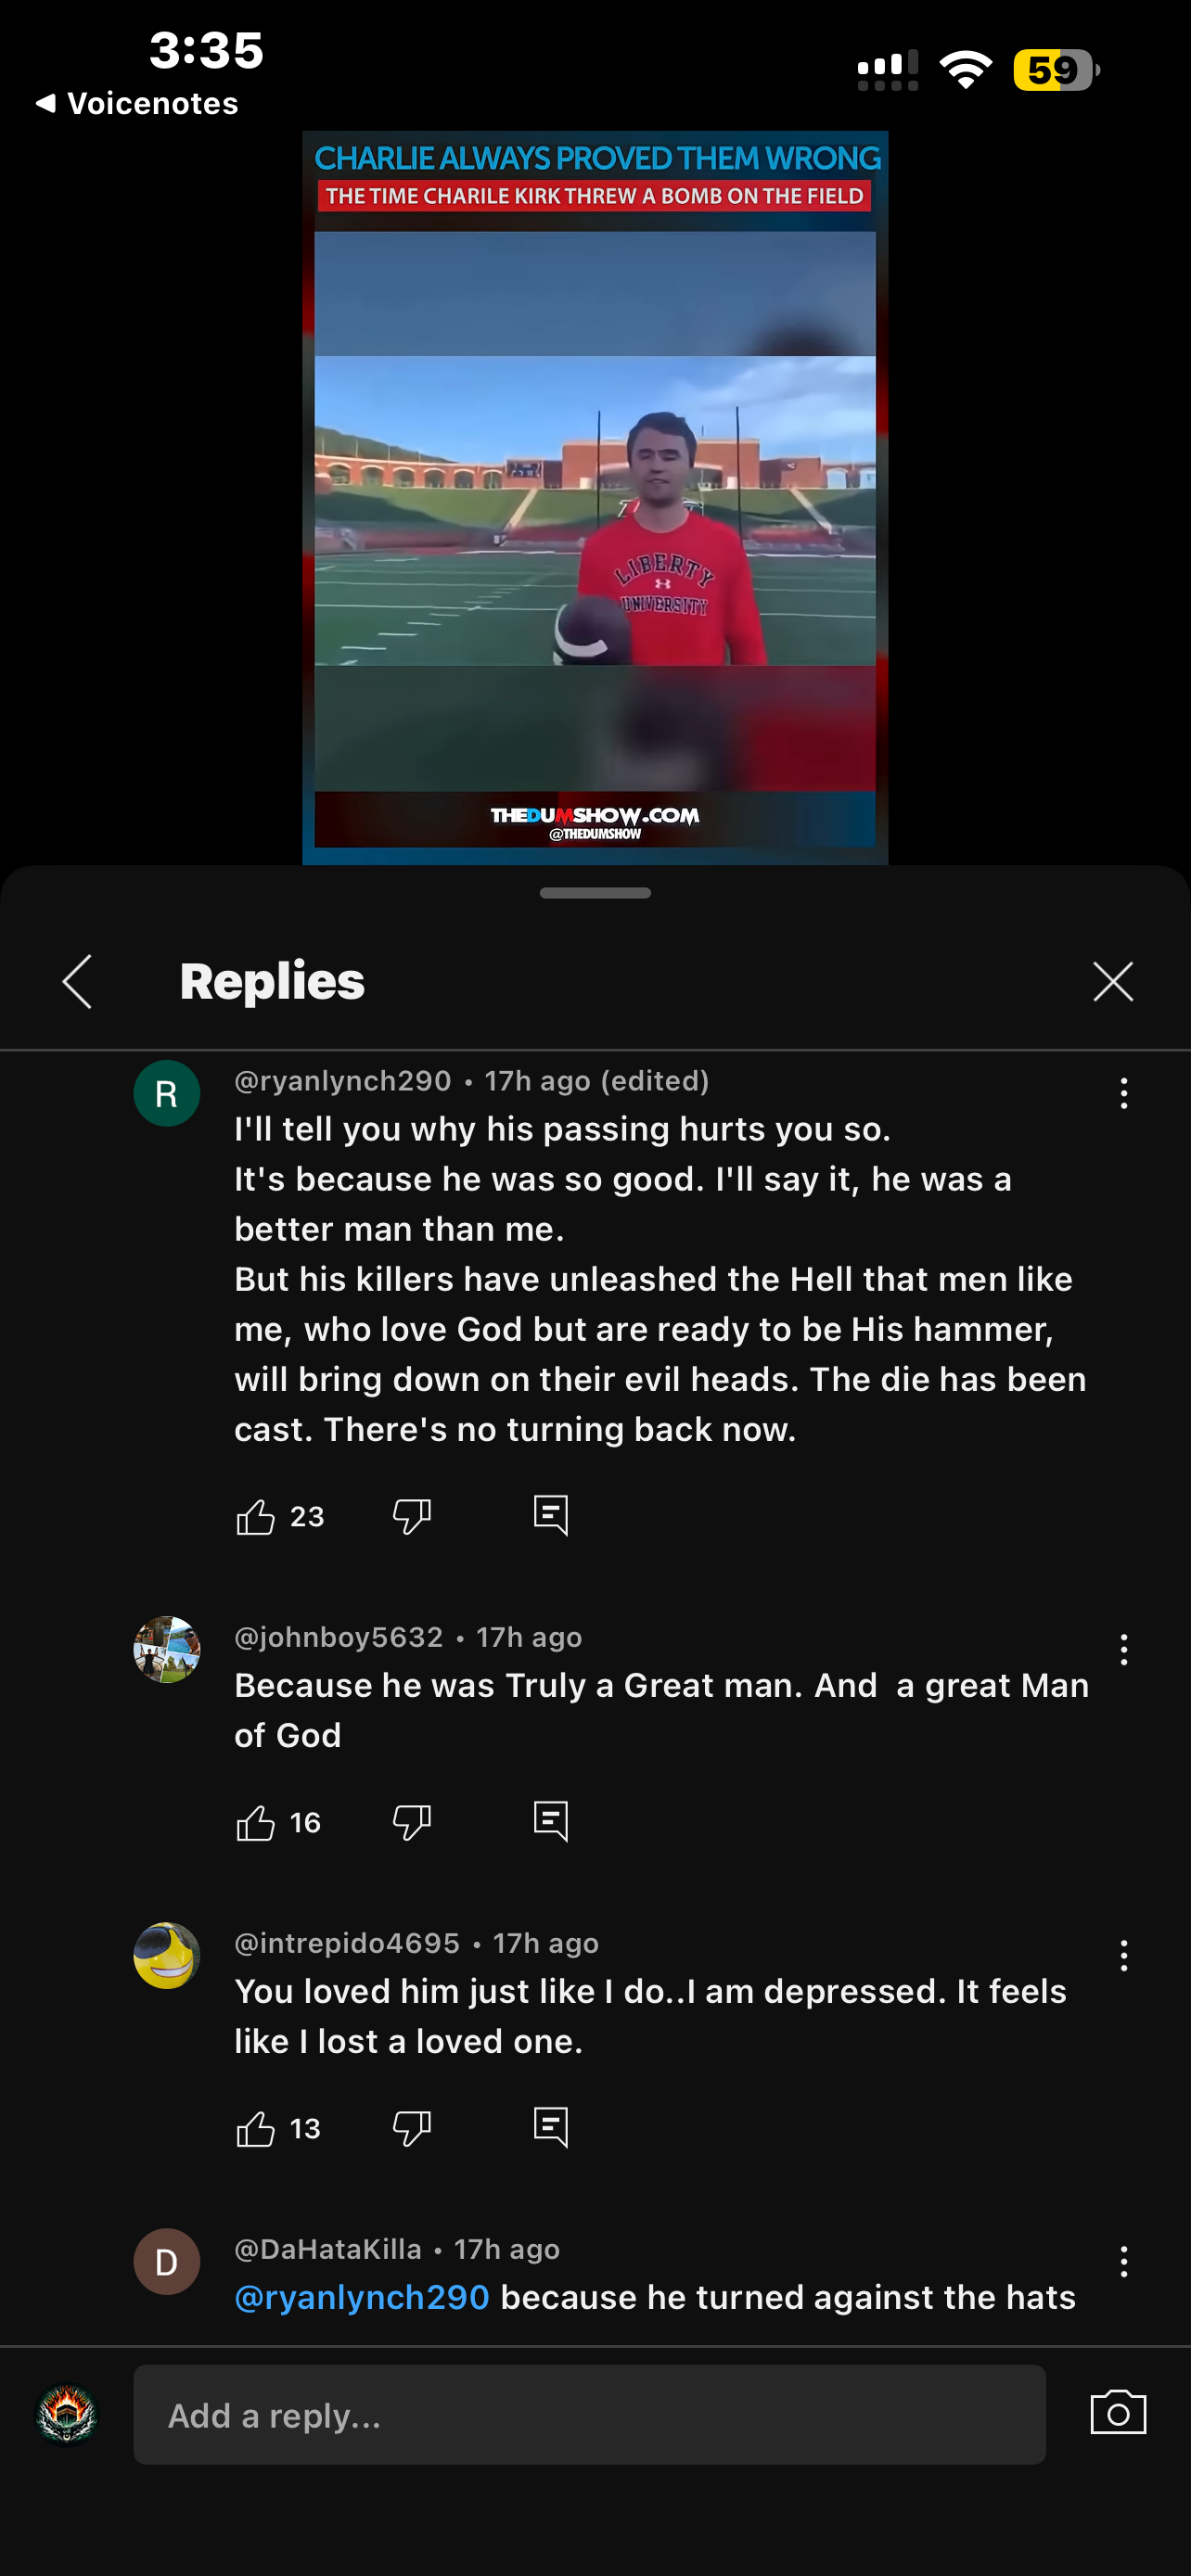 3:35
59
◀ Voicenotes
CHARLIE ALWAYS PROVED THEM WRONG
THE TIME CHARILE KIRK THREW A BOMB ON THE FIELD
LIBERTY
UNIVERSITY
THEDUMSHOW.COM
@THEDUMSHOW
Replies
R
@ryanlynch290 • 17h ago (edited)
I'll tell you why his passing hurts you so.
It's because he was so good. I'll say it, he was a
better man than me.
But his killers have unleashed the Hell that men like
me, who love God but are ready to be His hammer,
will bring down on their evil heads. The die has been
cast. There's no turning back now.
23
@johnboy5632 • 17h ago
Because he was Truly a Great man. And  a great Man
of God
16
@intrepido4695 • 17h ago
You loved him just like I do..I am depressed. It feels
like I lost a loved one.
13
D
@DaHataKilla • 17h ago
@ryanlynch290 because he turned against the hats
Add a reply...